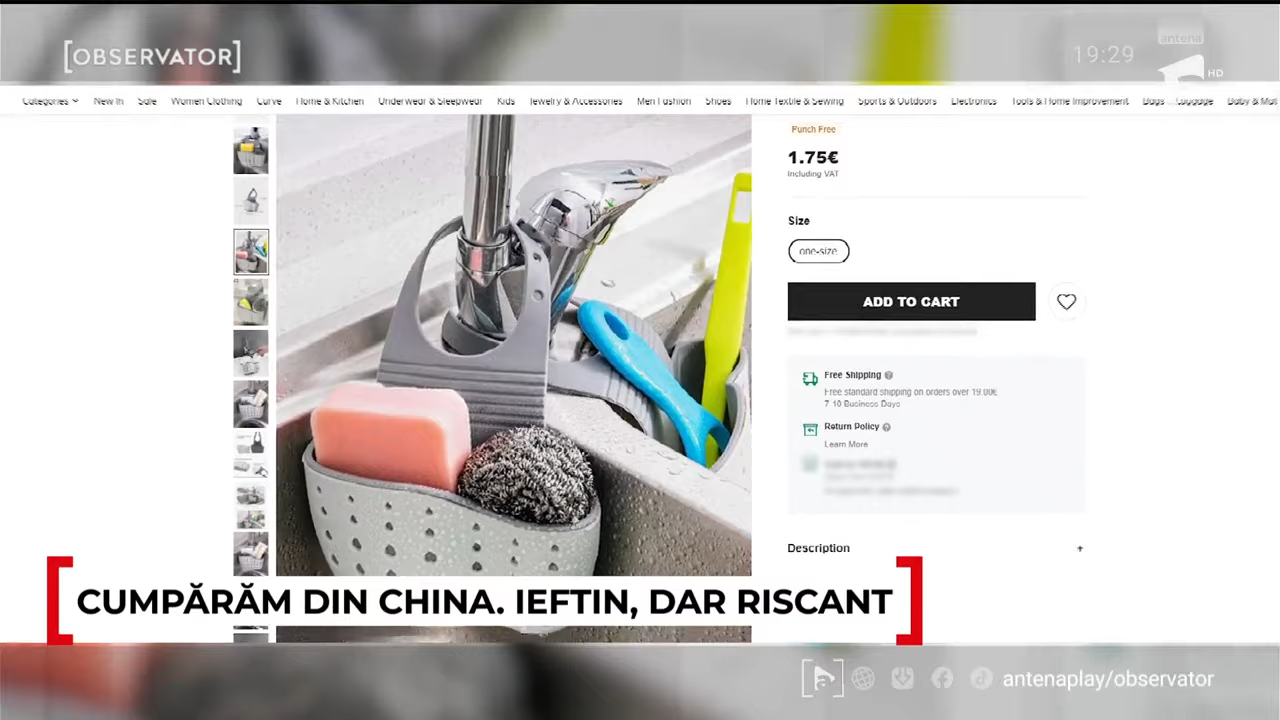 [OBSERVATOR]
antena
19:29
HD
Categories
New In
Sale
Women Clothing
Curve
Home & Kitchen
Underwear & Sleepwear
Kids
Jewelry & Accessories
Men Fashion
Shoes
Home Textile & Sewing
Sports & Outdoors
Electronics
Tools & Home Improvement
Bags
Luggage
Baby &
Punch Free
1.75€
Including VAT
Size
one-size
ADD TO CART
Free Shipping
Free standard shipping on orders over 19.00€
7-10 Business Days
Return Policy
Learn More
Description +
[CUMPĂRĂM DIN CHINA. IEFTIN, DAR RISCANT]
antenaplay/observator